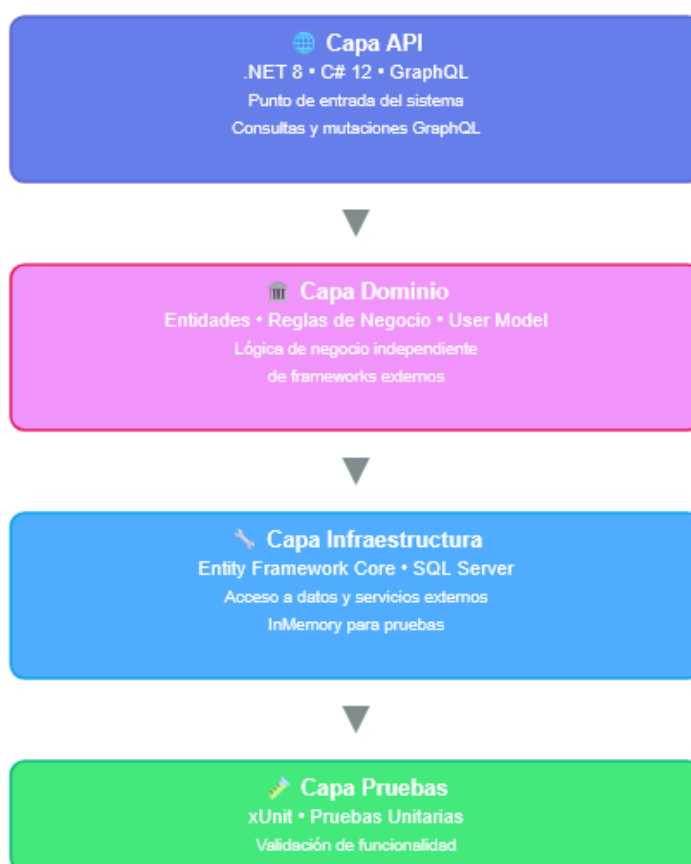 Capa API
.NET 8 • C# 12 • GraphQL
Punto de entrada del sistema
Consultas y mutaciones GraphQL
Capa Dominio
Entidades • Reglas de Negocio • User Model
Lógica de negocio independiente
de frameworks externos
Capa Infraestructura
Entity Framework Core • SQL Server
Acceso a datos y servicios externos
InMemory para pruebas
Capa Pruebas
xUnit • Pruebas Unitarias
Validación de funcionalidad